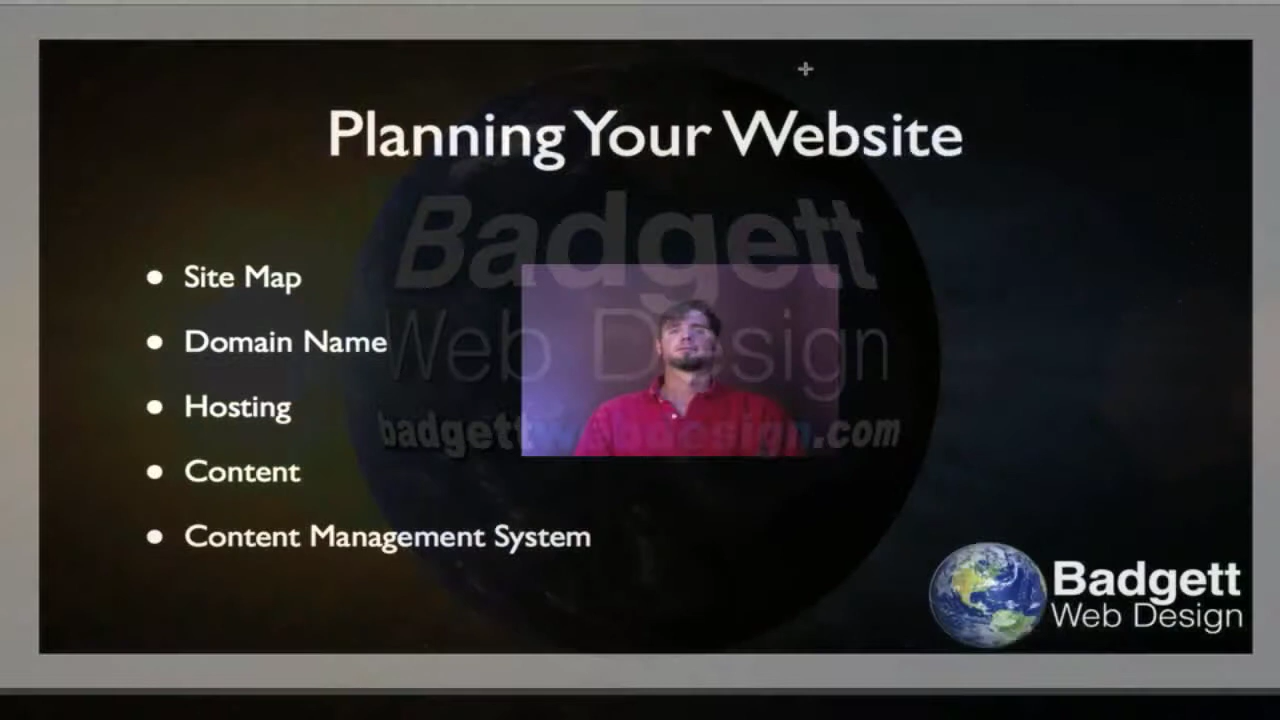 Planning Your Website
Badgett
Web Design
badgettwebdesign.com
• Site Map
• Domain Name
• Hosting
• Content
• Content Management System
Badgett
Web Design